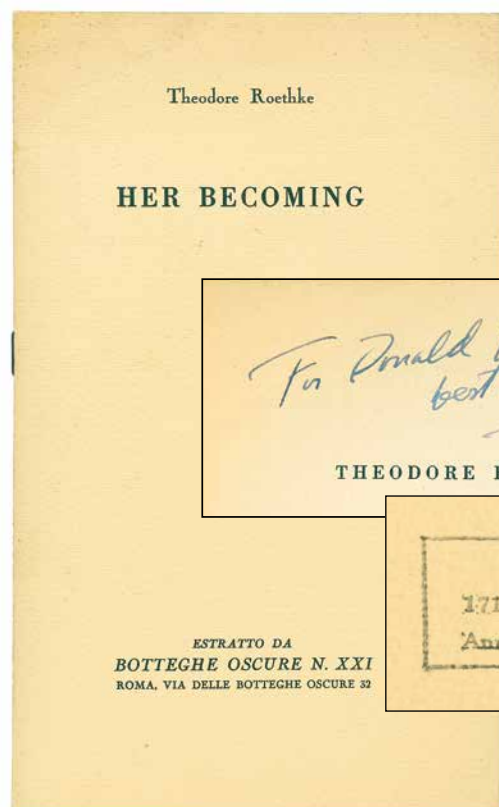 Theodore Roethke
HER BECOMING
For Donald
best
THEODORE
ESTRATTO DA
BOTTEGHE OSCURE N. XXI
ROMA, VIA DELLE BOTTEGHE OSCURE 32
171